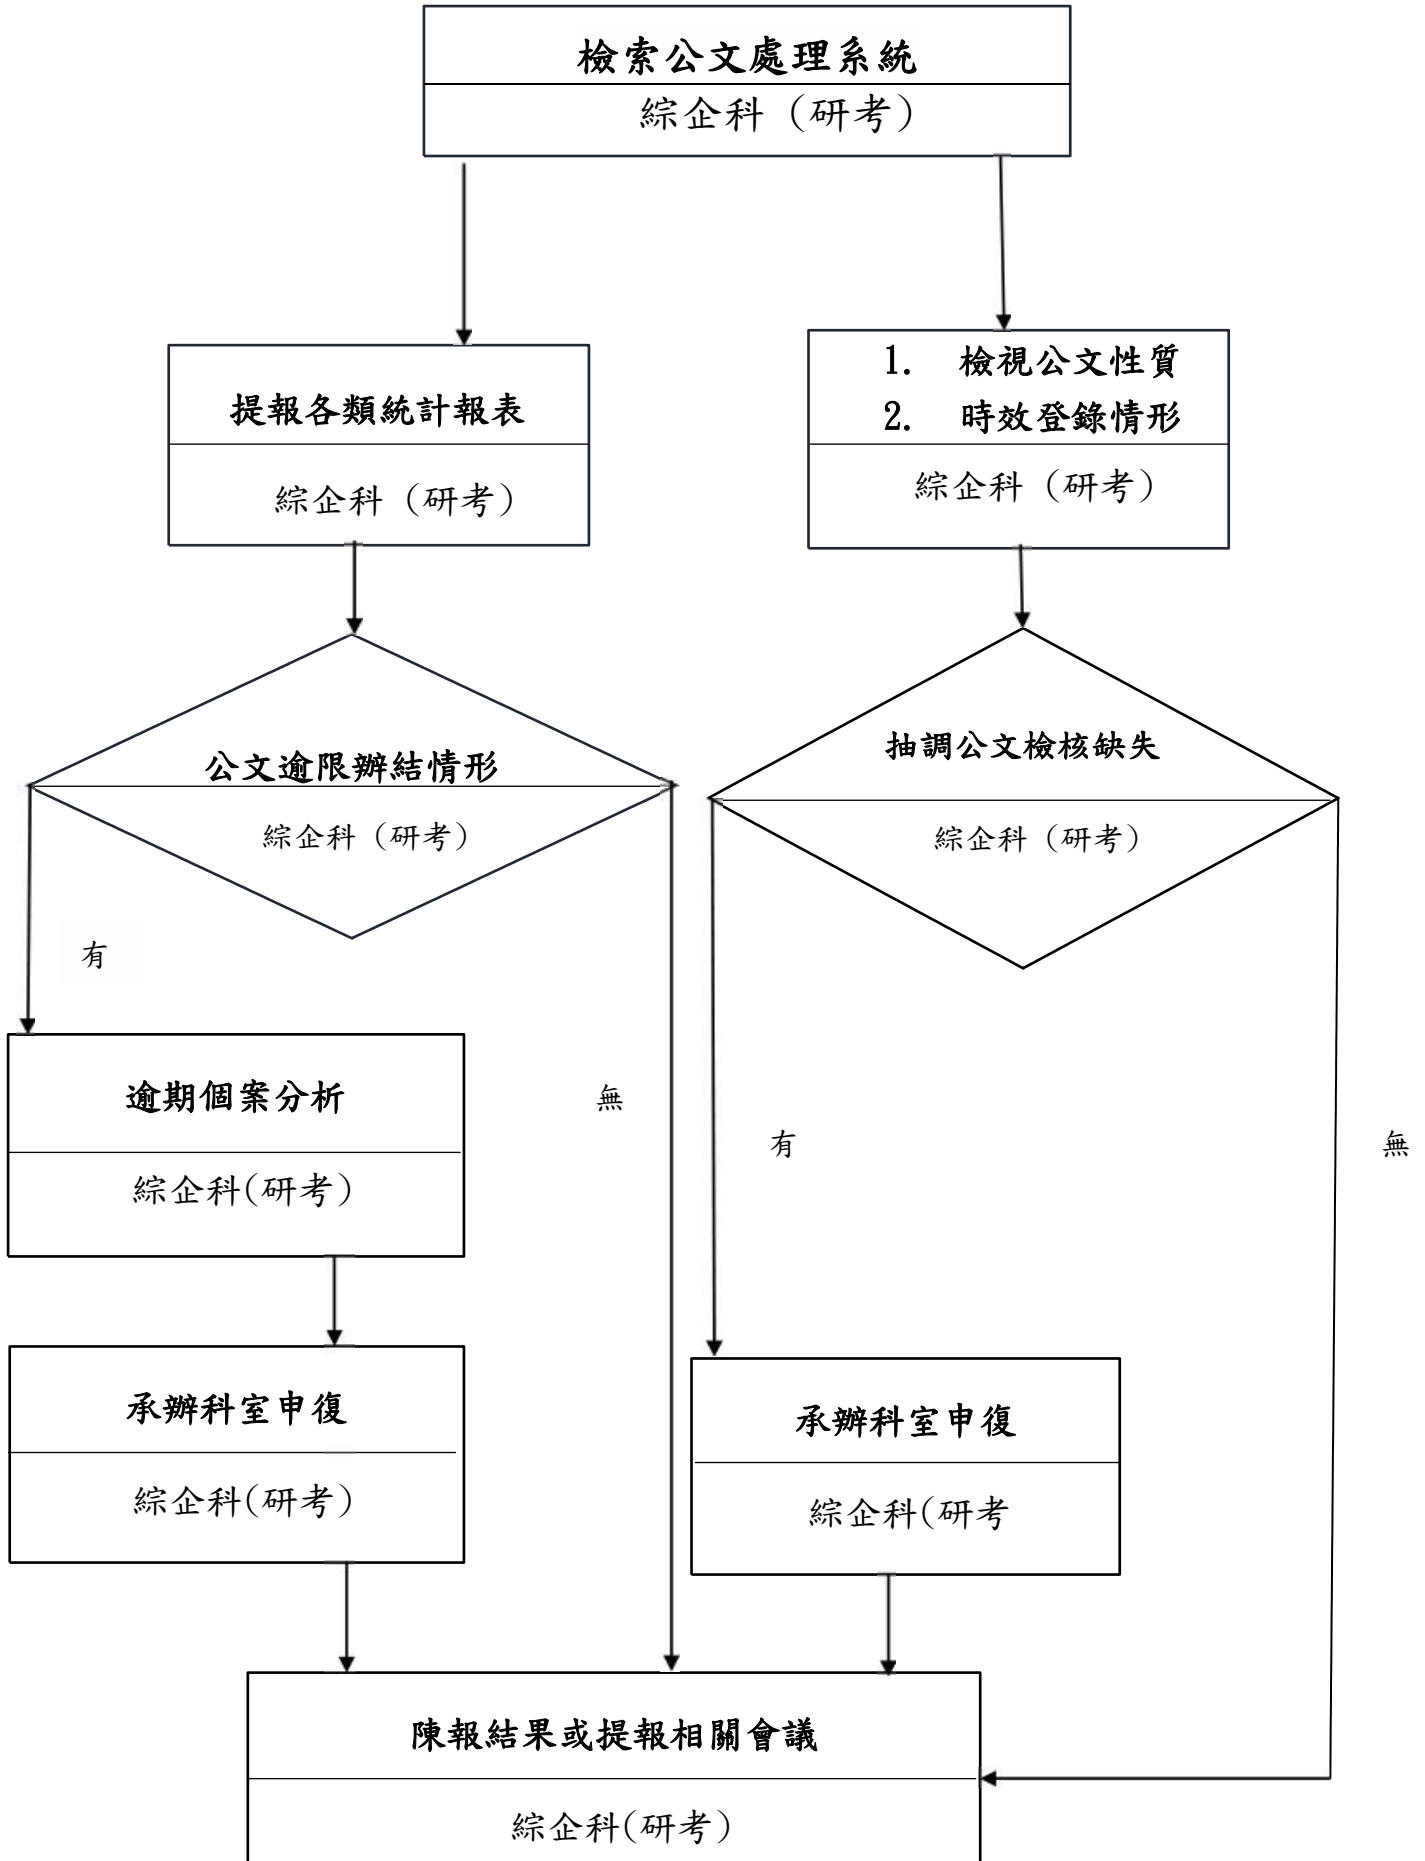 檢索公文處理系統
綜企科（研考）
提報各類統計報表
綜企科（研考）
1. 檢視公文性質
2. 時效登錄情形
綜企科（研考）
公文逾限辦結情形
綜企科（研考）
抽調公文檢核缺失
綜企科（研考）
有
無
有
無
逾期個案分析
綜企科(研考)
承辦科室申復
綜企科(研考)
承辦科室申復
綜企科(研考
陳報結果或提報相關會議
綜企科(研考)